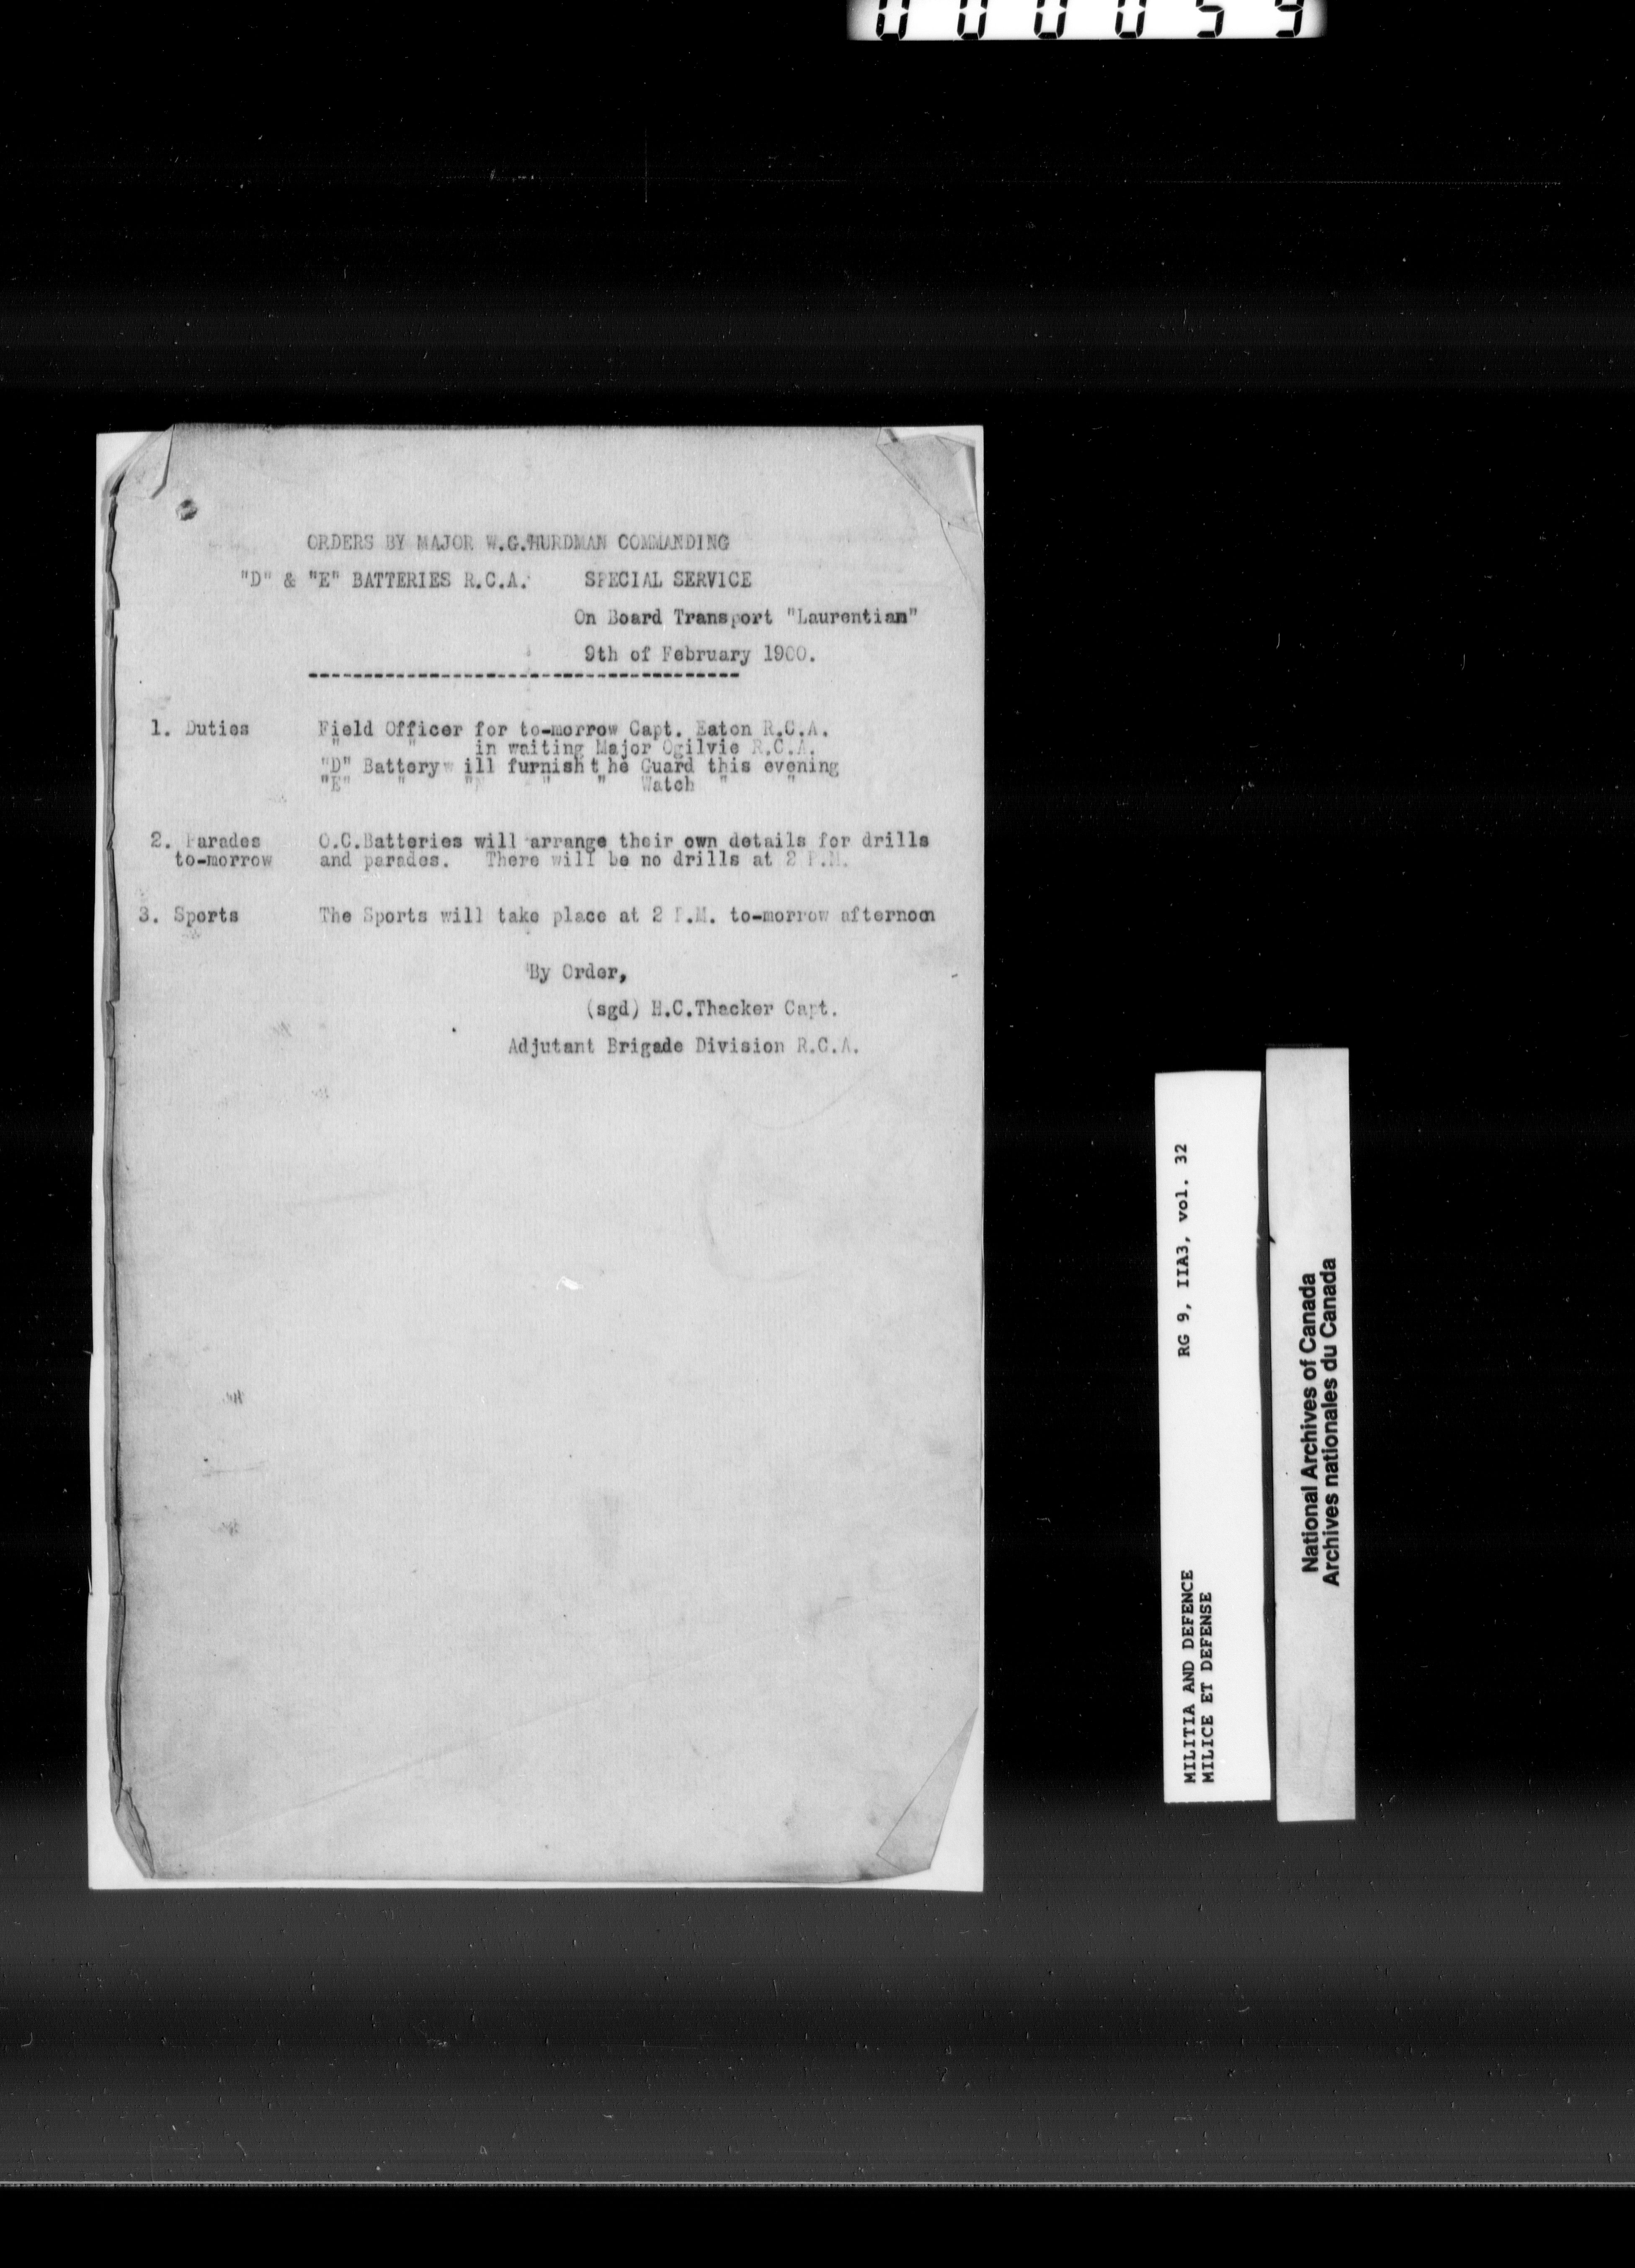 000059
ORDERS BY MAJOR W.G.HURDMAN COMMANDING
"D" & "E" BATTERIES R.C.A. SPECIAL SERVICE
On Board Transport "Laurentian"
9th of February 1900.
---------------------------------------
1. Duties Field Officer for to-morrow Capt. Eaton R.C.A.
" " in waiting Major Ogilvie R.C.A.
"D" Battery w ill furnish t he Guard this evening
"E" " " " " Watch " "
2. Parades O.C.Batteries will arrange their own details for drills
to-morrow and parades. There will be no drills at 2 P.M.
3. Sports The Sports will take place at 2 P.M. to-morrow afternoon
By Order,
(sgd) H.C.Thacker Capt.
Adjutant Brigade Division R.C.A.
MILITIA AND DEFENCE RG 9, IIA3, vol. 32
MILICE ET DEFENSE
National Archives of Canada
Archives nationales du Canada